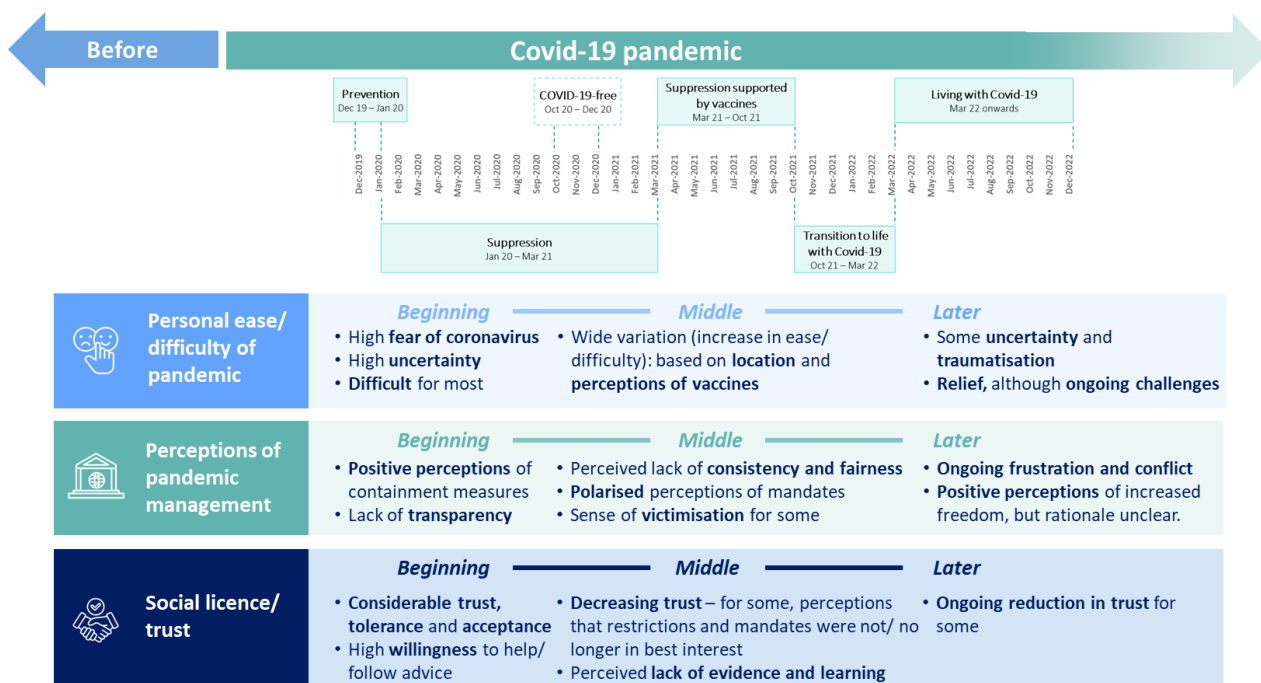 Before
Covid-19 pandemic
Prevention
Dec 19 – Jan 20
COVID-19-free
Oct 20 – Dec 20
Suppression supported
by vaccines
Mar 21 – Oct 21
Living with Covid-19
Mar 22 onwards
Dec-2019
Jan-2020
Feb-2020
Mar-2020
Apr-2020
May-2020
Jun-2020
Jul-2020
Aug-2020
Sep-2020
Oct-2020
Nov-2020
Dec-2020
Jan-2021
Feb-2021
Mar-2021
Apr-2021
May-2021
Jun-2021
Jul-2021
Aug-2021
Sep-2021
Oct-2021
Nov-2021
Dec-2021
Jan-2022
Feb-2022
Mar-2022
Apr-2022
May-2022
Jun-2022
Jul-2022
Aug-2022
Sep-2022
Oct-2022
Nov-2022
Dec-2022
Suppression
Jan 20 – Mar 21
Transition to life
with Covid-19
Oct 21 – Mar 22
Personal ease/
difficulty of
pandemic
Beginning
• High fear of coronavirus
• High uncertainty
• Difficult for most
Middle
• Wide variation (increase in ease/
difficulty): based on location and
perceptions of vaccines
Later
• Some uncertainty and
traumatisation
• Relief, although ongoing challenges
Perceptions of
pandemic
management
Beginning
• Positive perceptions of
containment measures
• Lack of transparency
Middle
• Perceived lack of consistency and fairness
• Polarised perceptions of mandates
• Sense of victimisation for some
Later
• Ongoing frustration and conflict
• Positive perceptions of increased
freedom, but rationale unclear.
Social licence/
trust
Beginning
• Considerable trust,
tolerance and acceptance
• High willingness to help/
follow advice
Middle
• Decreasing trust – for some, perceptions
that restrictions and mandates were not/ no
longer in best interest
• Perceived lack of evidence and learning
Later
• Ongoing reduction in trust for
some